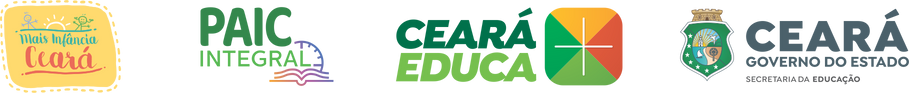 Mais Infância
Ceará
PAIC
INTEGRAL
CEARÁ
EDUCA
CEARÁ
GOVERNO DO ESTADO
SECRETARIA DA EDUCAÇÃO